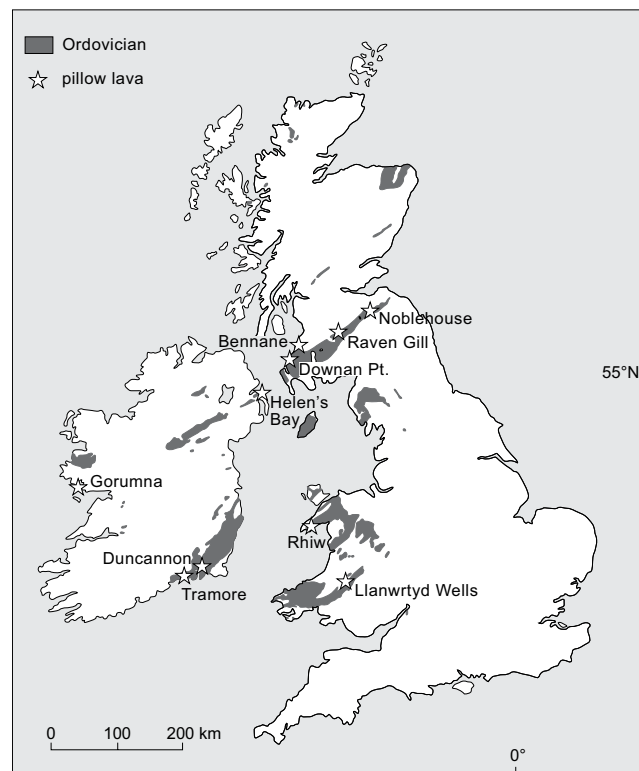 Ordovician
pillow lava
Noblehouse
Bennane
Raven Gill
Downan Pt.
55°N
Helen's
Bay
Gorumna
Rhiw
Duncannon
Llanwrtyd Wells
Tramore
0 100 200 km
0°